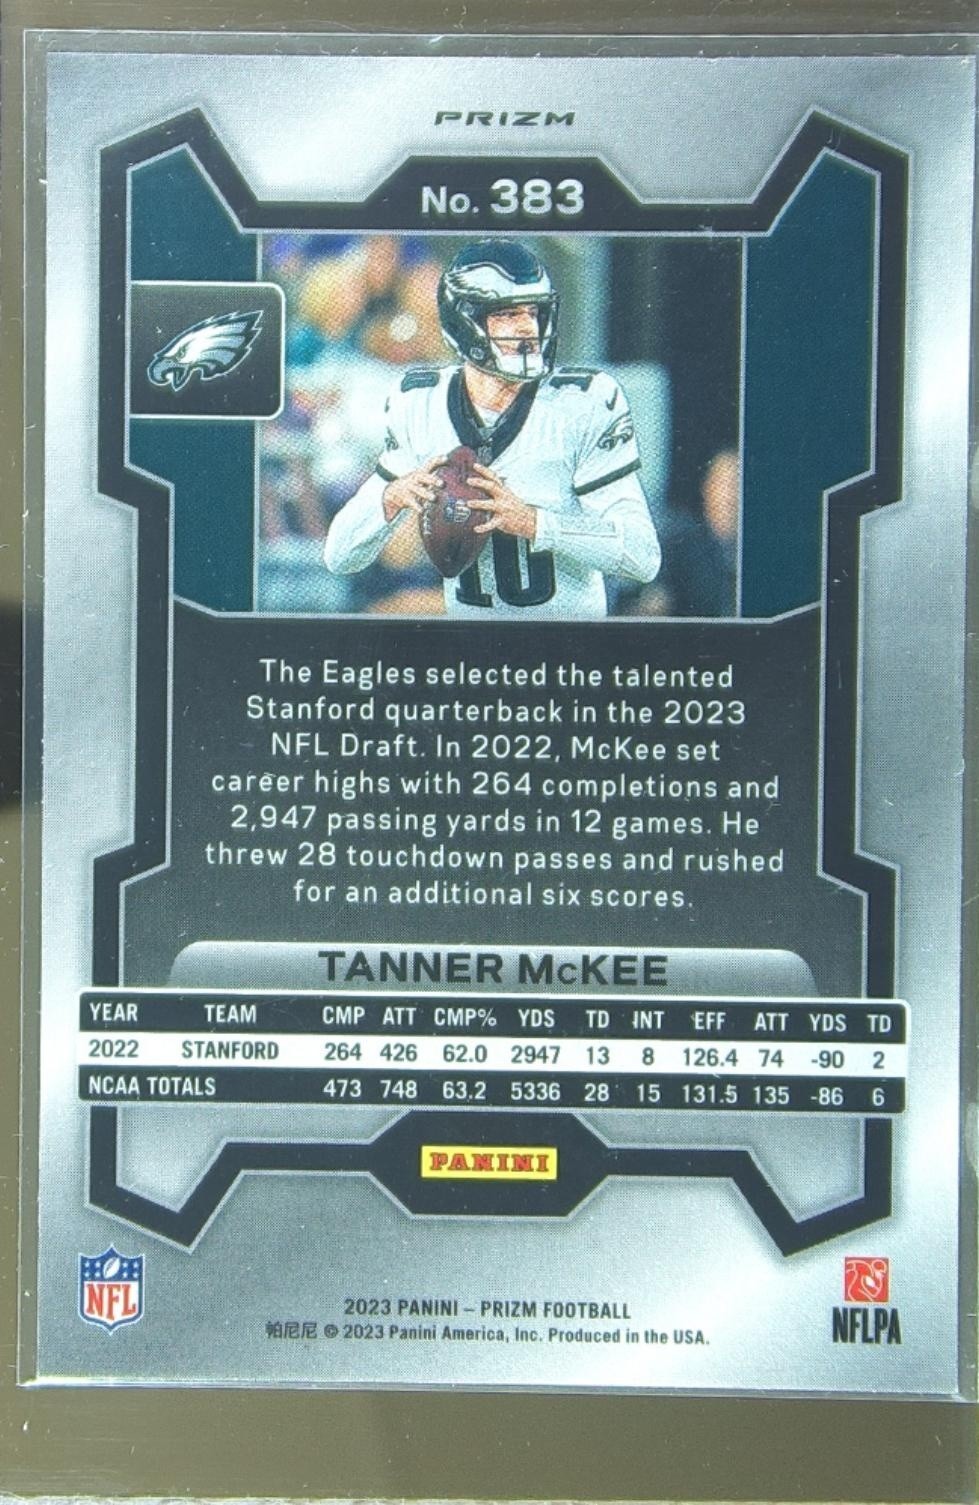 PRIZM
No. 383
10
10
The Eagles selected the talented
Stanford quarterback in the 2023
NFL Draft. In 2022, McKee set
career highs with 264 completions and
2,947 passing yards in 12 games. He
threw 28 touchdown passes and rushed
for an additional six scores.
TANNER McKEE
YEAR TEAM CMP ATT CMP% YDS TD INT EFF ATT YDS TD
2022 STANFORD 264 426 62.0 2947 13 8 126.4 74 -90 2
NCAA TOTALS 473 748 63.2 5336 28 15 131.5 135 -86 6
PANINI
NFL
NFLPA
2023 PANINI – PRIZM FOOTBALL
帕尼尼 © 2023 Panini America, Inc. Produced in the USA.